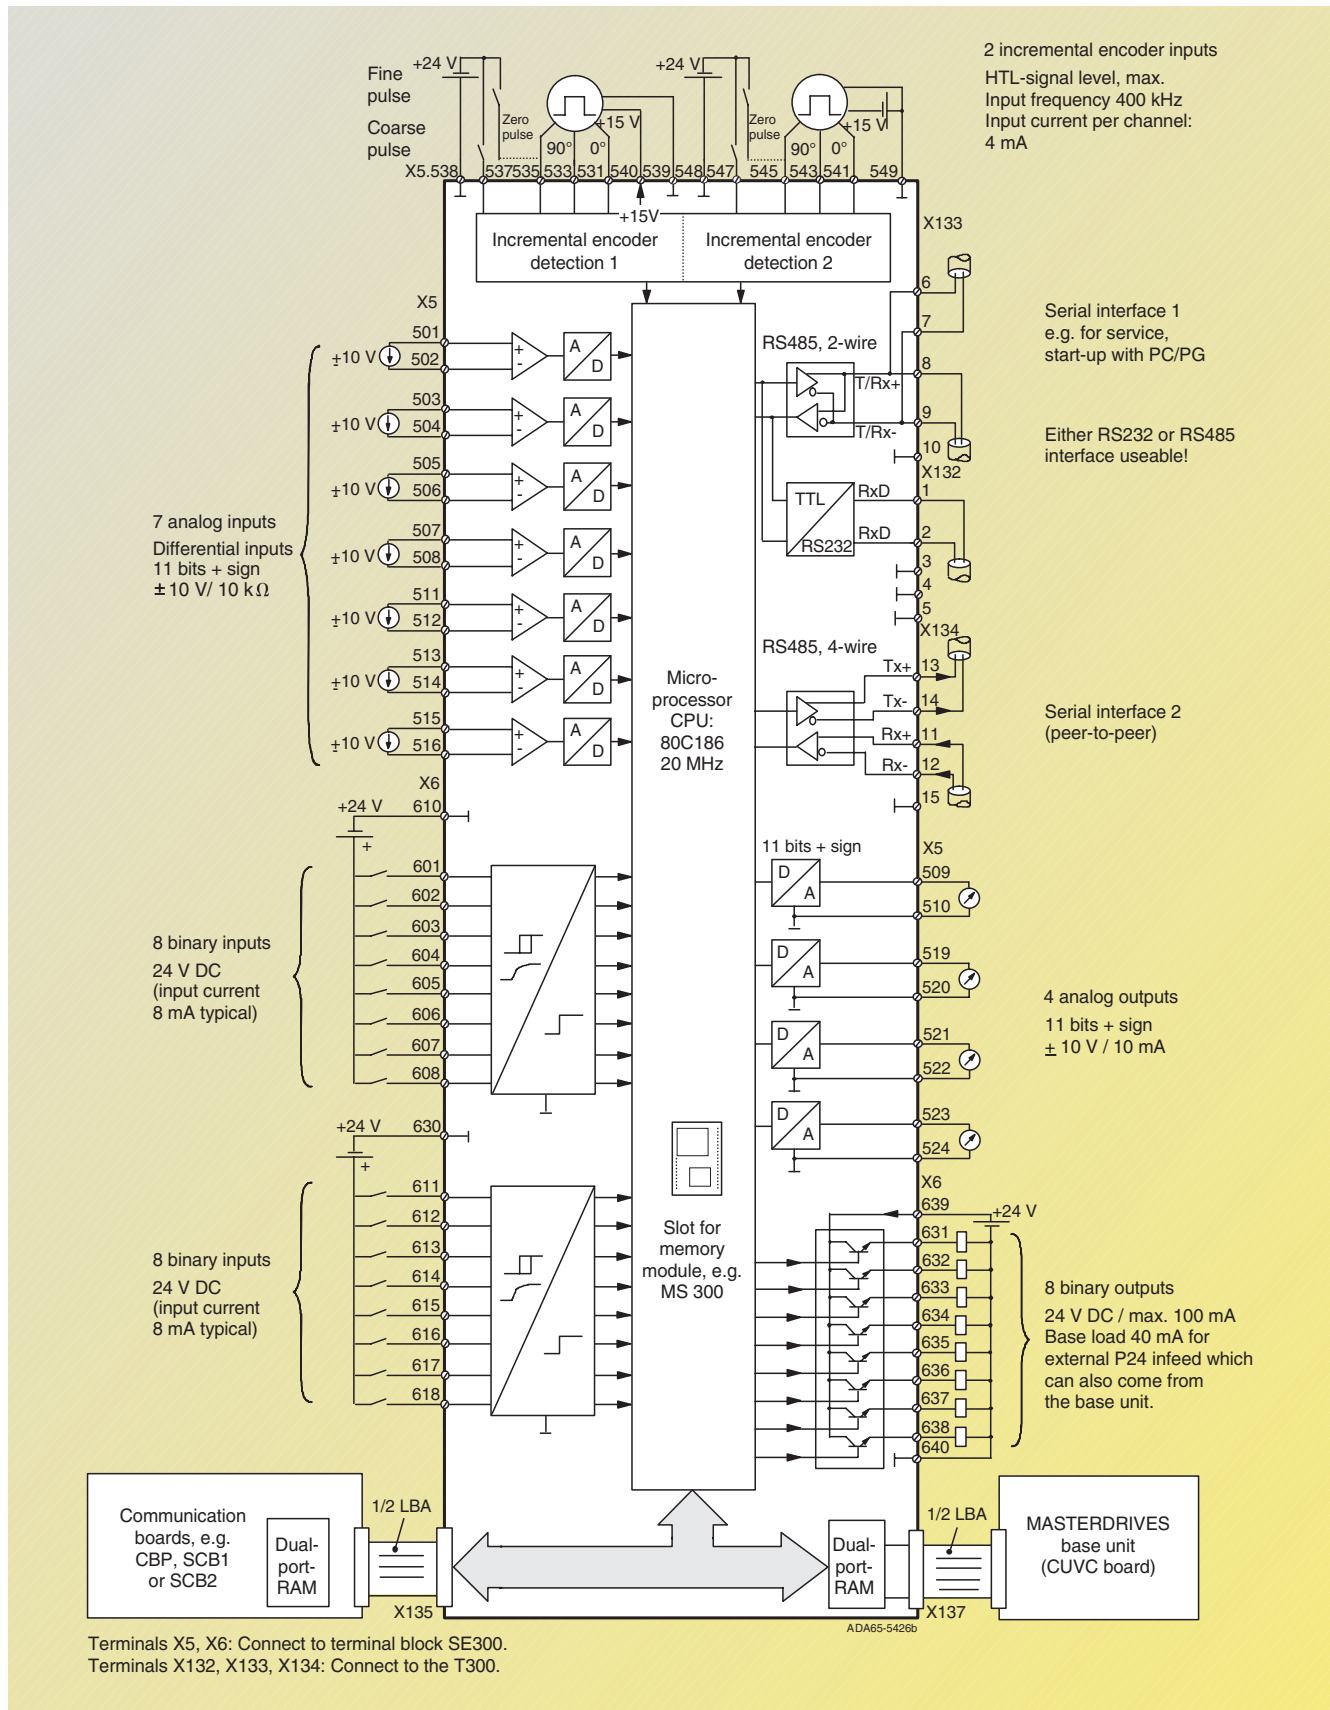 2 incremental encoder inputs
HTL-signal level, max.
Input frequency 400 kHz
Input current per channel:
4 mA
+24 V
Fine
pulse
Coarse
pulse
Zero
pulse
+15 V
90°
0°
+24 V
Zero
pulse
+15 V
90°
0°
X5.538
537
535
533
531
540
539
548
547
545
543
541
549
+15V
Incremental encoder
detection 1
Incremental encoder
detection 2
X133
6
7
8
9
10
RS485, 2-wire
T/Rx+
T/Rx-
Serial interface 1
e.g. for service,
start-up with PC/PG
Either RS232 or RS485
interface useable!
X132
TTL
RS232
RxD
1
RxD
2
3
4
5
X134
RS485, 4-wire
Tx+
13
Tx-
14
Rx+
11
Rx-
12
15
Serial interface 2
(peer-to-peer)
X5
±10 V
501
502
+
-
A
D
±10 V
503
504
+
-
A
D
±10 V
505
506
+
-
A
D
±10 V
507
508
+
-
A
D
±10 V
511
512
+
-
A
D
±10 V
513
514
+
-
A
D
±10 V
515
516
+
-
A
D
7 analog inputs
Differential inputs
11 bits + sign
± 10 V/ 10 kΩ
Micro-
processor
CPU:
80C186
20 MHz
X6
+24 V
610
+
601
602
603
604
605
606
607
608
8 binary inputs
24 V DC
(input current
8 mA typical)
+24 V
630
+
611
612
613
614
615
616
617
618
8 binary inputs
24 V DC
(input current
8 mA typical)
Slot for
memory
module, e.g.
MS 300
11 bits + sign
X5
D
A
509
510
D
A
519
520
D
A
521
522
D
A
523
524
4 analog outputs
11 bits + sign
± 10 V / 10 mA
X6
639
+24 V
631
632
633
634
635
636
637
638
640
8 binary outputs
24 V DC / max. 100 mA
Base load 40 mA for
external P24 infeed which
can also come from
the base unit.
Communication
boards, e.g.
CBP, SCB1
or SCB2
Dual-
port-
RAM
1/2 LBA
X135
Dual-
port-
RAM
1/2 LBA
X137
MASTERDRIVES
base unit
(CUVC board)
ADA65-5426b
Terminals X5, X6: Connect to terminal block SE300.
Terminals X132, X133, X134: Connect to the T300.